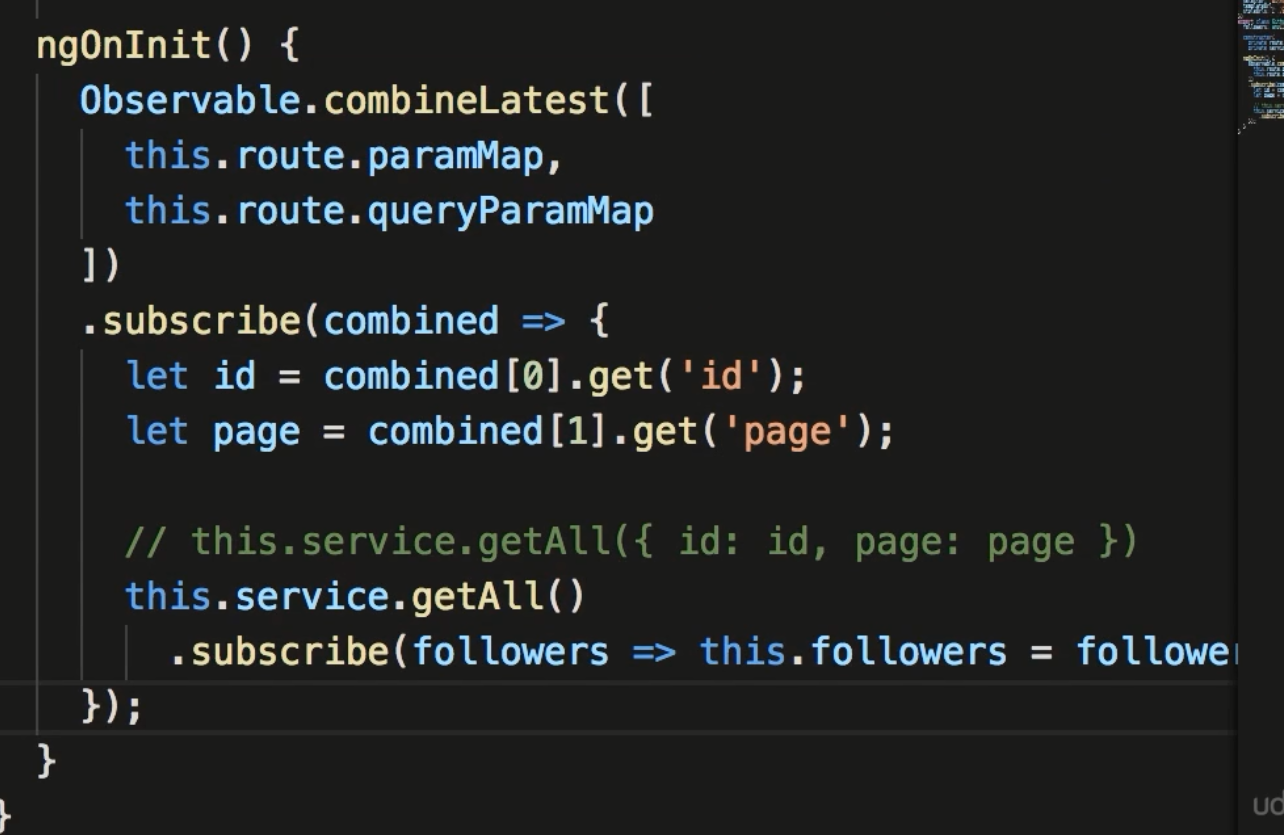 ngOnInit() {
Observable.combineLatest([
this.route.paramMap,
this.route.queryParamMap
])
.subscribe(combined => {
let id = combined[0].get('id');
let page = combined[1].get('page');
// this.service.getAll({ id: id, page: page })
this.service.getAll()
.subscribe(followers => this.followers = followe
});
}
}
ud